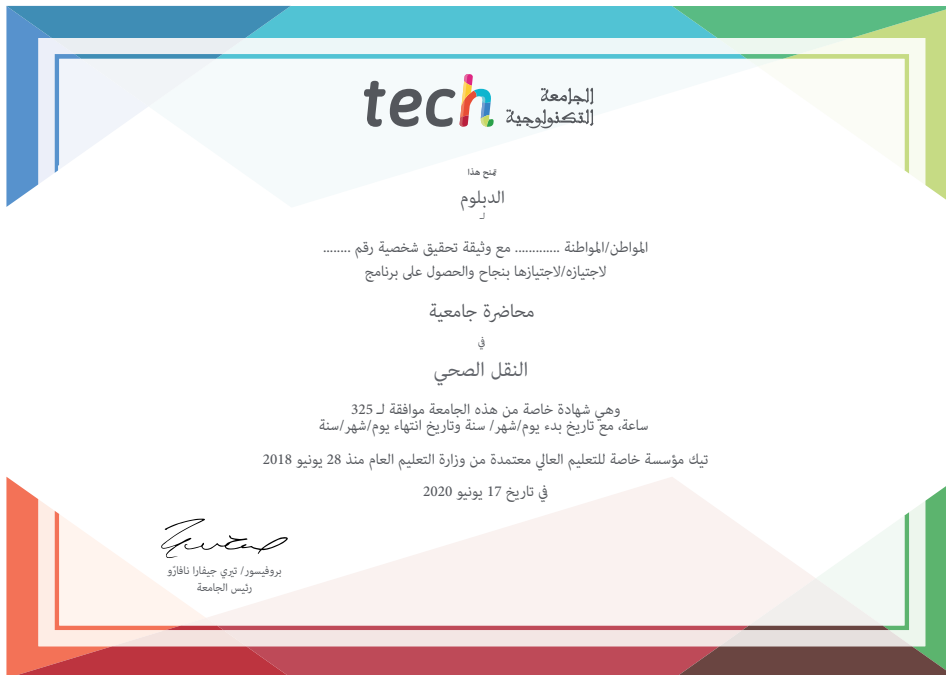 tech الجامعة
التكنولوجية
يمنح هذا
الدبلوم
لـ
المواطن/المواطنة ............. مع وثيقة تحقيق شخصية رقم ........
لاجتيازه/لاجتيازها بنجاح والحصول على برنامج
محاضرة جامعية
في
النقل الصحي
وهي شهادة خاصة من هذه الجامعة موافقة لـ 325
ساعة، مع تاريخ بدء يوم/شهر/ سنة وتاريخ انتهاء يوم/شهر/سنة
تيك مؤسسة خاصة للتعليم العالي معتمدة من وزارة التعليم العام منذ 28 يونيو 2018
في تاريخ 17 يونيو 2020
بروفيسور/ تيري جيفارا نافارّو
رئيس الجامعة